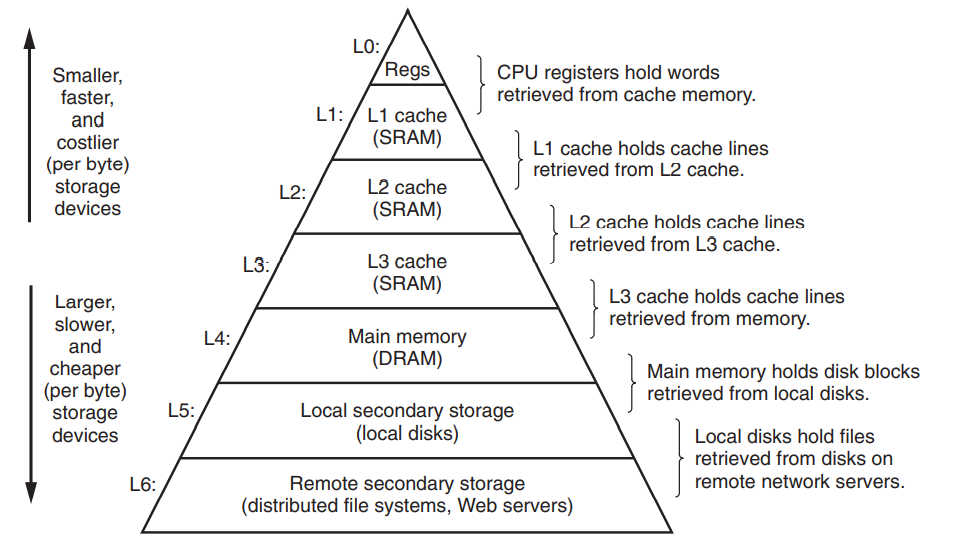 L0:
Regs
CPU registers hold words
retrieved from cache memory.
Smaller,
faster,
and
costlier
(per byte)
storage
devices
L1:
L1 cache
(SRAM)
L1 cache holds cache lines
retrieved from L2 cache.
L2:
L2 cache
(SRAM)
L2 cache holds cache lines
retrieved from L3 cache.
L3:
L3 cache
(SRAM)
L3 cache holds cache lines
retrieved from memory.
Larger,
slower,
and
cheaper
(per byte)
storage
devices
L4:
Main memory
(DRAM)
Main memory holds disk blocks
retrieved from local disks.
L5:
Local secondary storage
(local disks)
Local disks hold files
retrieved from disks on
remote network servers.
L6:
Remote secondary storage
(distributed file systems, Web servers)